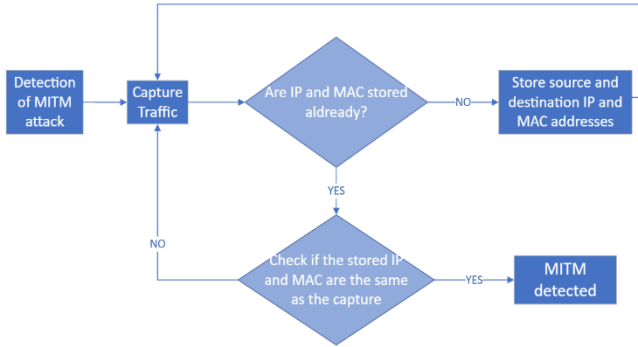 Detection
of MITM
attack
Capture
Traffic
Are IP and MAC stored
aldready?
NO
Store source and
destination IP and
MAC addresses
YES
NO
Check if the stored IP
and MAC are the same
as the capture
YES
MITM
detected